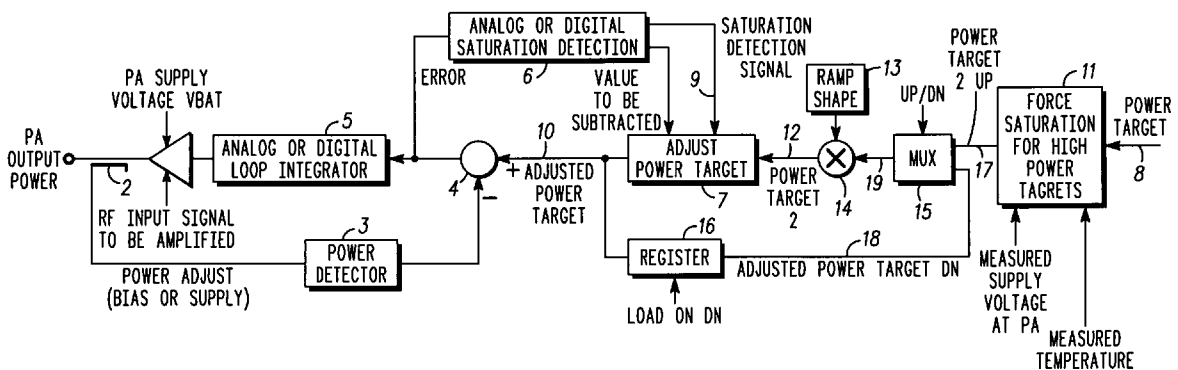 ANALOG OR DIGITAL
SATURATION DETECTION
6
ERROR
VALUE
TO BE
SUBTRACTED
9
SATURATION
DETECTION
SIGNAL
RAMP
SHAPE
13
UP/DN
POWER
TARGET
2 UP
11
FORCE
SATURATION
FOR HIGH
POWER
TAGRETS
POWER
TARGET
8
PA SUPPLY
VOLTAGE VBAT
PA
OUTPUT
POWER
2
RF INPUT SIGNAL
TO BE AMPLIFIED
POWER ADJUST
(BIAS OR SUPPLY)
5
ANALOG OR DIGITAL
LOOP INTEGRATOR
4
+
−
10
ADJUSTED
POWER
TARGET
ADJUST
POWER TARGET
7
12
POWER
TARGET
2
14
19
MUX
15
17
3
POWER
DETECTOR
16
REGISTER
LOAD ON DN
18
ADJUSTED POWER TARGET DN
MEASURED
SUPPLY
VOLTAGE
AT PA
MEASURED
TEMPERATURE